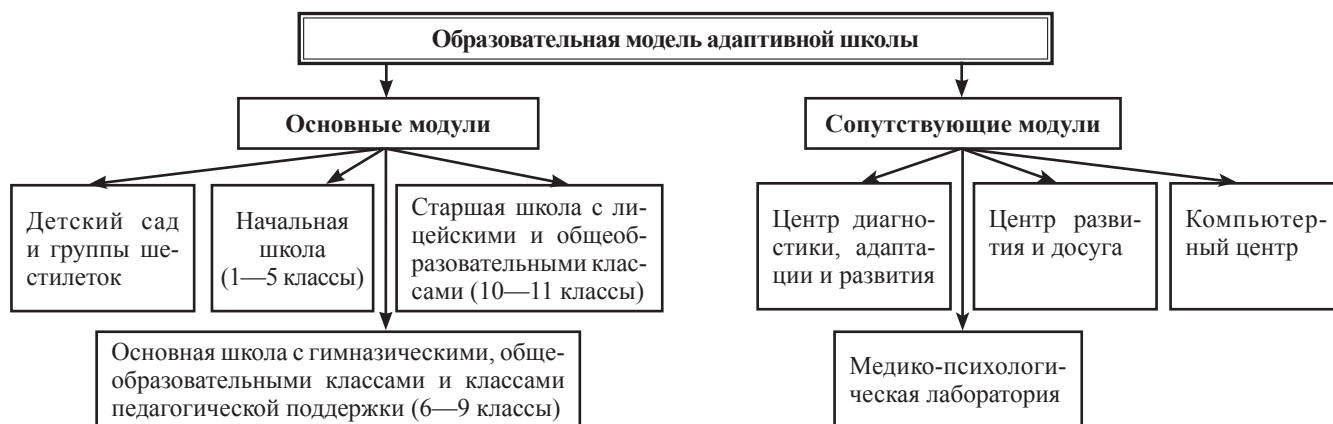 Образовательная модель адаптивной школы
Основные модули
Сопутствующие модули
Детский сад
и группы ше-
стилеток
Начальная
школа
(1—5 классы)
Старшая школа с ли-
цейскими и общеоб-
разовательными клас-
сами (10—11 классы)
Центр диагно-
стики, адапта-
ции и развития
Центр разви-
тия и досуга
Компьютер-
ный центр
Основная школа с гимназическими, обще-
образовательными классами и классами
педагогической поддержки (6—9 классы)
Медико-психологи-
ческая лаборатория